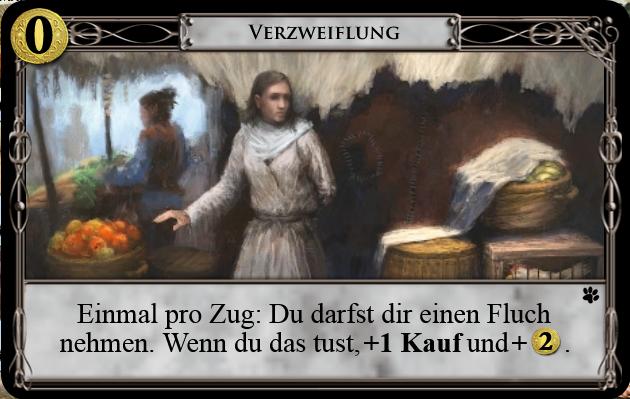 0
VERZWEIFLUNG
Einmal pro Zug: Du darfst dir einen Fluch
nehmen. Wenn du das tust, +1 Kauf und + 2 .